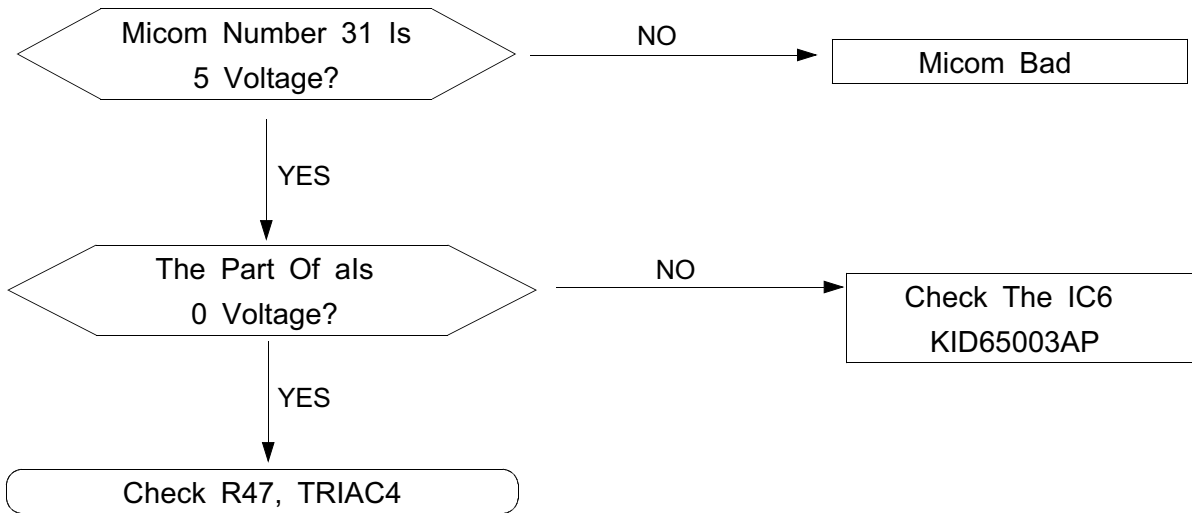 Micom Number 31 Is
5 Voltage?
NO
Micom Bad
YES
The Part Of aIs
0 Voltage?
NO
Check The IC6
KID65003AP
YES
Check R47, TRIAC4